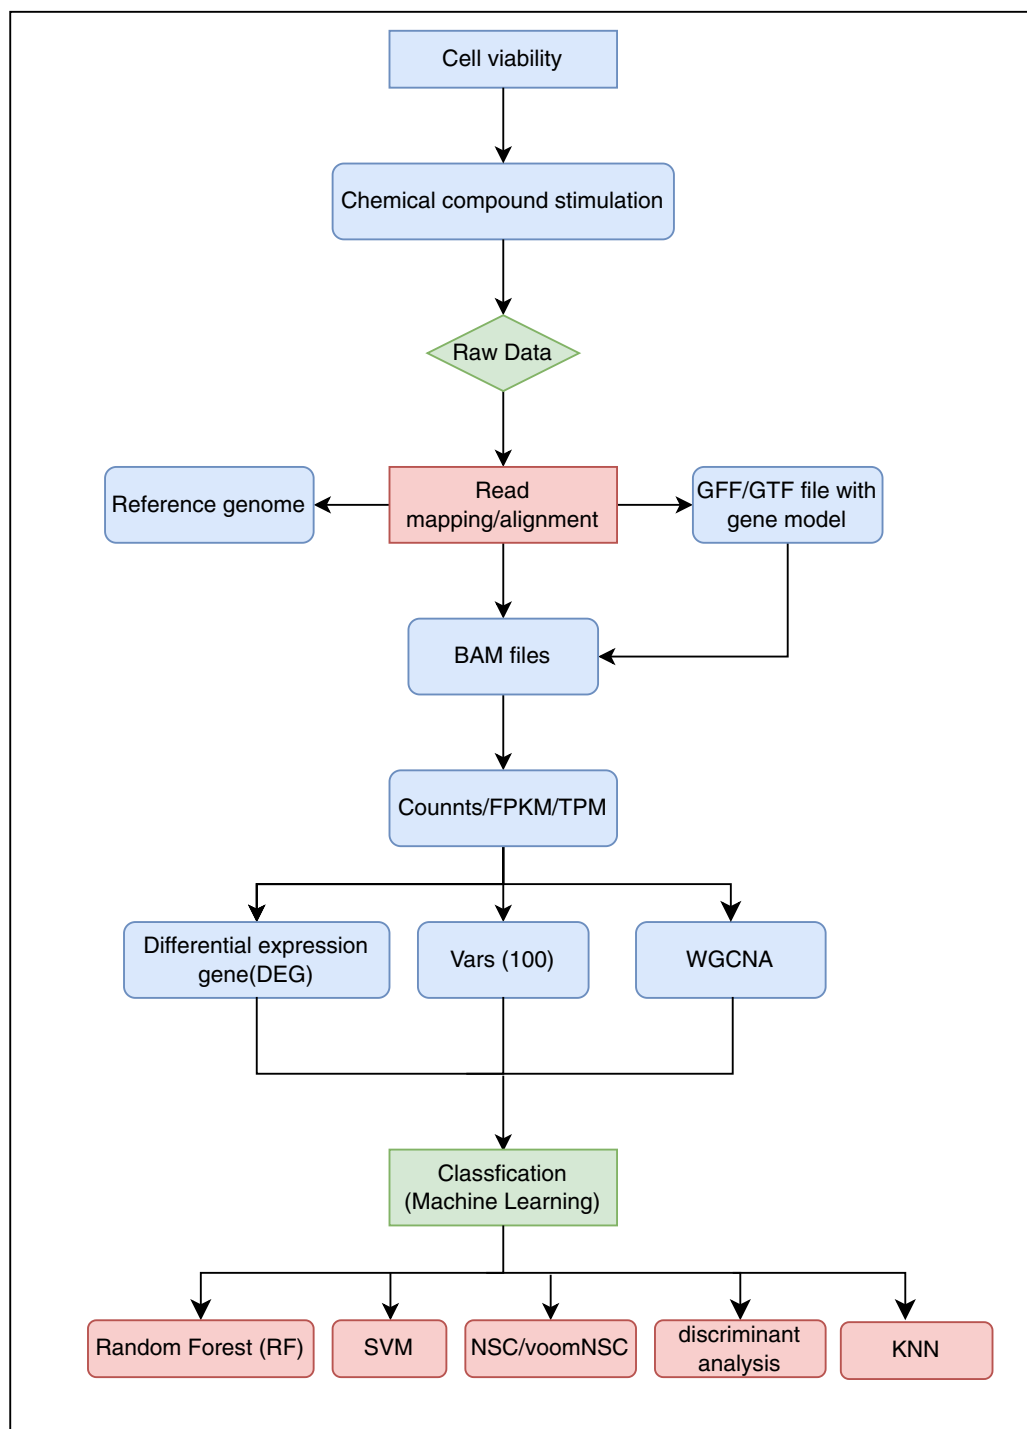 Cell viability
Chemical compound stimulation
Raw Data
Reference genome
Read
mapping/alignment
GFF/GTF file with
gene model
BAM files
Counnts/FPKM/TPM
Differential expression
gene(DEG)
Vars (100)
WGCNA
Classfication
(Machine Learning)
Random Forest (RF)
SVM
NSC/voomNSC
discriminant
analysis
KNN